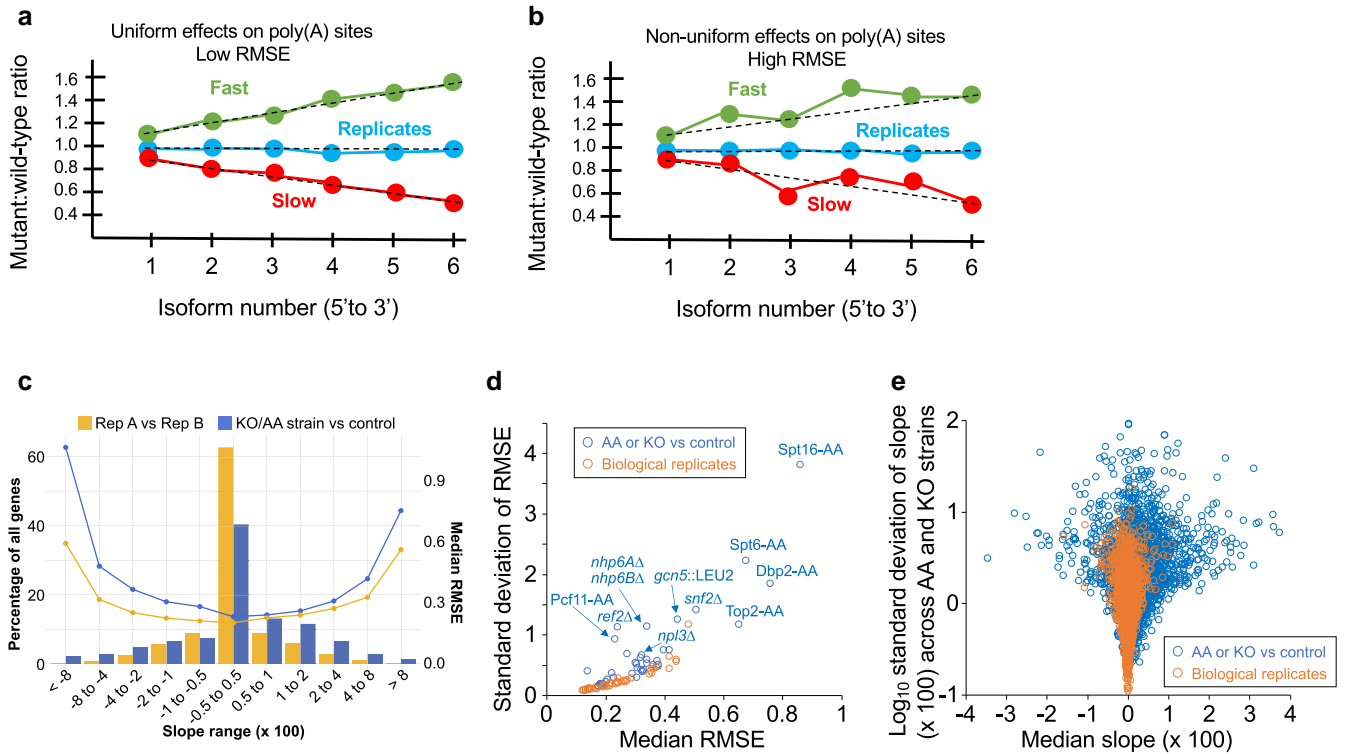 a
Uniform effects on poly(A) sites
Low RMSE
Mutant:wild-type ratio
1.6
1.4
1.2
1.0
0.8
0.6
0.4
Fast
Replicates
Slow
1 2 3 4 5 6
Isoform number (5'to 3')
b
Non-uniform effects on poly(A) sites
High RMSE
Mutant:wild-type ratio
1.6
1.4
1.2
1.0
0.8
0.6
0.4
Fast
Replicates
Slow
1 2 3 4 5 6
Isoform number (5'to 3')
c
Rep A vs Rep B KO/AA strain vs control
Percentage of all genes
60
40
20
0
0.9
0.6
0.3
0.0
Median RMSE
< -8
-8 to -4
-4 to -2
-2 to -1
-1 to -0.5
-0.5 to 0.5
0.5 to 1
1 to 2
2 to 4
4 to 8
> 8
Slope range (x 100)
d
Standard deviation of RMSE
4
3
2
1
0
AA or KO vs control
Biological replicates
Spt16-AA
Spt6-AA
Dbp2-AA
Top2-AA
nhp6AΔ
nhp6BΔ
gcn5::LEU2
snf2Δ
Pcf11-AA
ref2Δ
npl3Δ
0 0.2 0.4 0.6 0.8 1
Median RMSE
e
Log10 standard deviation of slope
(x 100) across AA and KO strains
2
1
0
-1
AA or KO vs control
Biological replicates
-4 -3 -2 -1 0 1 2 3 4
Median slope (x 100)